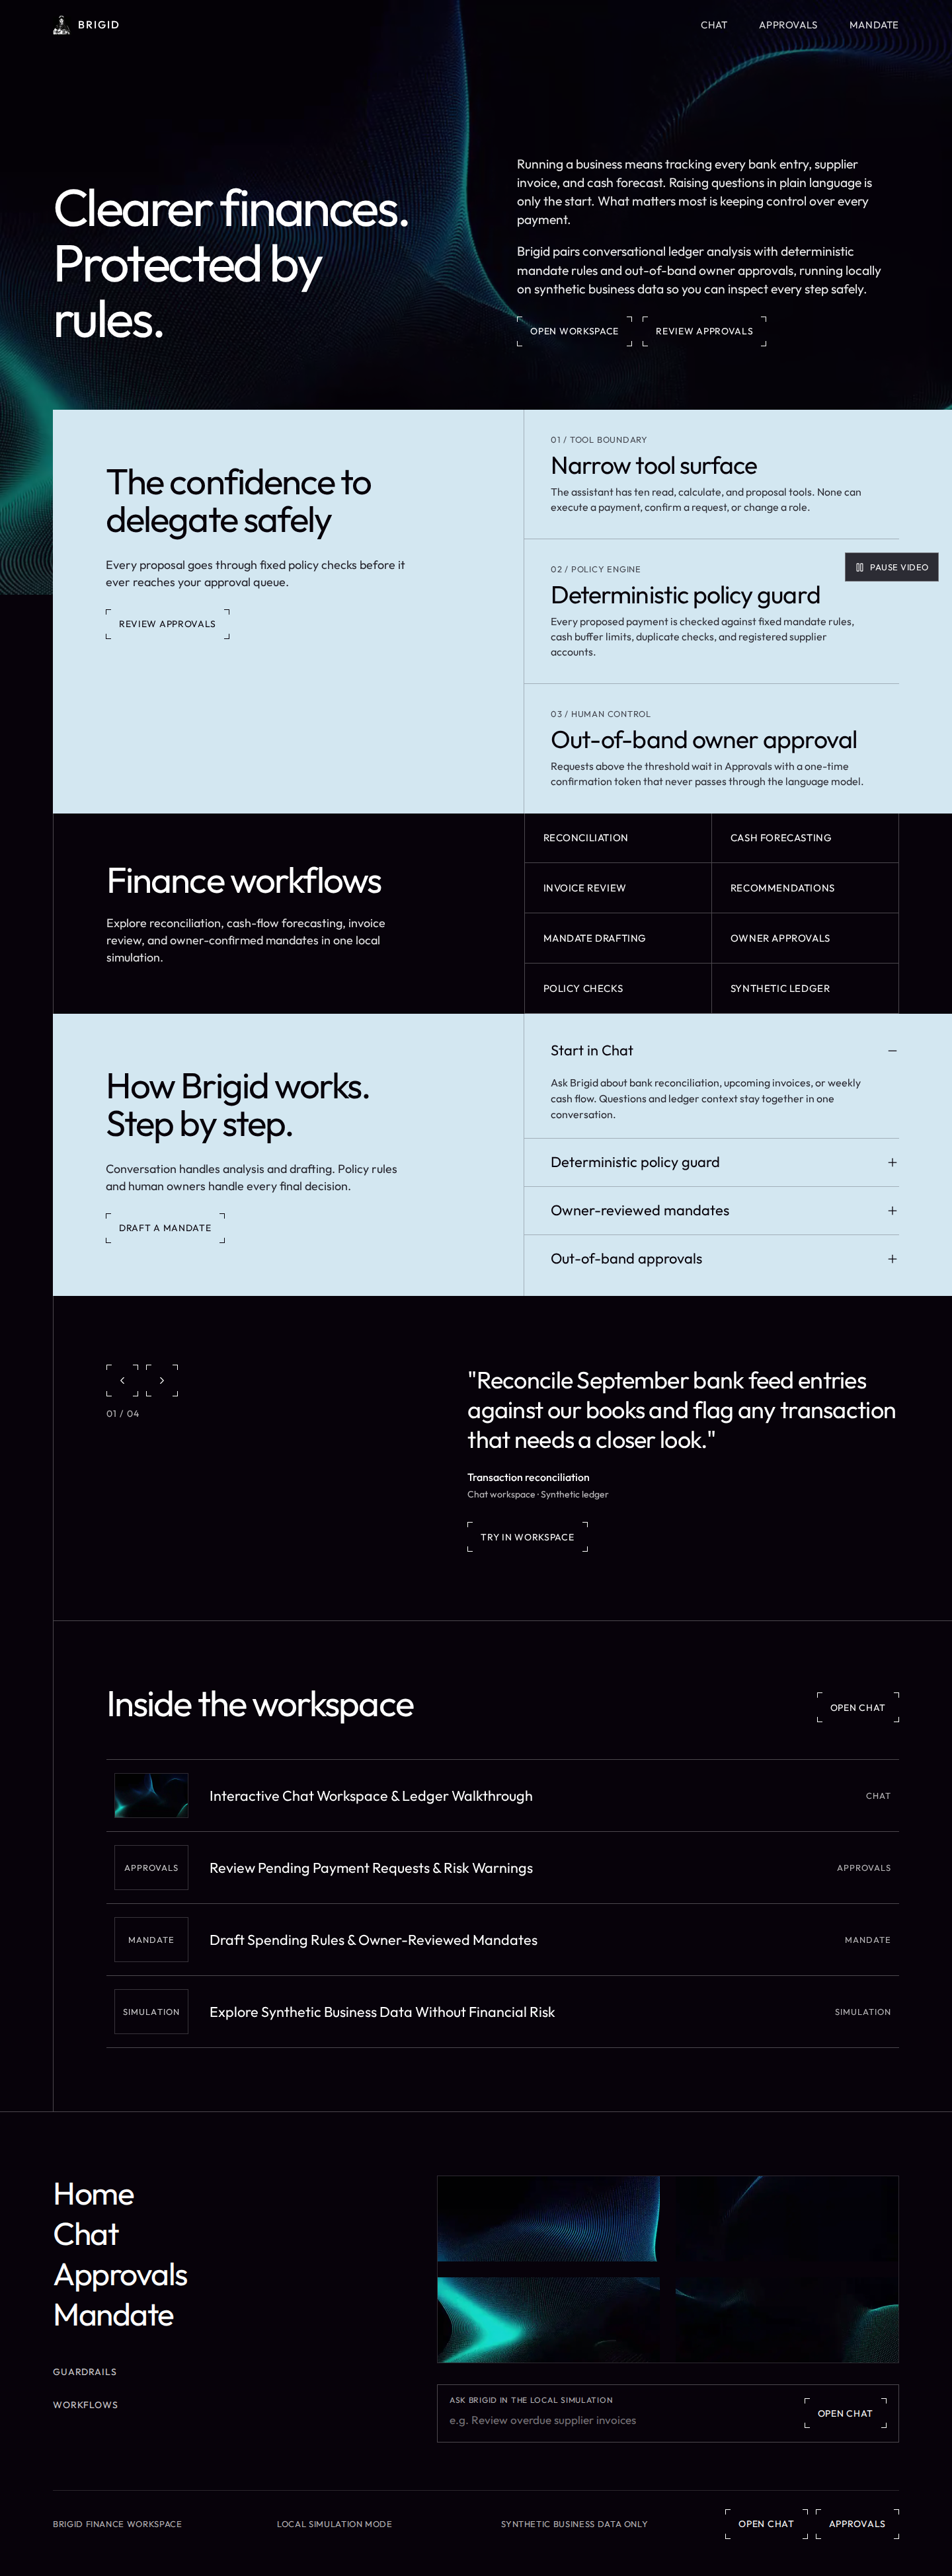 BRIGID
CHAT
APPROVALS
MANDATE
Clearer finances.
Protected by
rules.
Running a business means tracking every bank entry, supplier
invoice, and cash forecast. Raising questions in plain language is
only the start. What matters most is keeping control over every
payment.
Brigid pairs conversational ledger analysis with deterministic
mandate rules and out-of-band owner approvals, running locally
on synthetic business data so you can inspect every step safely.
OPEN WORKSPACE
REVIEW APPROVALS
The confidence to
delegate safely
Every proposal goes through fixed policy checks before it
ever reaches your approval queue.
REVIEW APPROVALS
01 / TOOL BOUNDARY
Narrow tool surface
The assistant has ten read, calculate, and proposal tools. None can
execute a payment, confirm a request, or change a role.
PAUSE VIDEO
02 / POLICY ENGINE
Deterministic policy guard
Every proposed payment is checked against fixed mandate rules,
cash buffer limits, duplicate checks, and registered supplier
accounts.
03 / HUMAN CONTROL
Out-of-band owner approval
Requests above the threshold wait in Approvals with a one-time
confirmation token that never passes through the language model.
Finance workflows
Explore reconciliation, cash-flow forecasting, invoice
review, and owner-confirmed mandates in one local
simulation.
RECONCILIATION
CASH FORECASTING
INVOICE REVIEW
RECOMMENDATIONS
MANDATE DRAFTING
OWNER APPROVALS
POLICY CHECKS
SYNTHETIC LEDGER
How Brigid works.
Step by step.
Conversation handles analysis and drafting. Policy rules
and human owners handle every final decision.
DRAFT A MANDATE
Start in Chat
Ask Brigid about bank reconciliation, upcoming invoices, or weekly
cash flow. Questions and ledger context stay together in one
conversation.
Deterministic policy guard
Owner-reviewed mandates
Out-of-band approvals
01 / 04
"Reconcile September bank feed entries
against our books and flag any transaction
that needs a closer look."
Transaction reconciliation
Chat workspace · Synthetic ledger
TRY IN WORKSPACE
Inside the workspace
OPEN CHAT
Interactive Chat Workspace & Ledger Walkthrough
CHAT
APPROVALS
Review Pending Payment Requests & Risk Warnings
APPROVALS
MANDATE
Draft Spending Rules & Owner-Reviewed Mandates
MANDATE
SIMULATION
Explore Synthetic Business Data Without Financial Risk
SIMULATION
Home
Chat
Approvals
Mandate
GUARDRAILS
WORKFLOWS
ASK BRIGID IN THE LOCAL SIMULATION
e.g. Review overdue supplier invoices
OPEN CHAT
BRIGID FINANCE WORKSPACE
LOCAL SIMULATION MODE
SYNTHETIC BUSINESS DATA ONLY
OPEN CHAT
APPROVALS